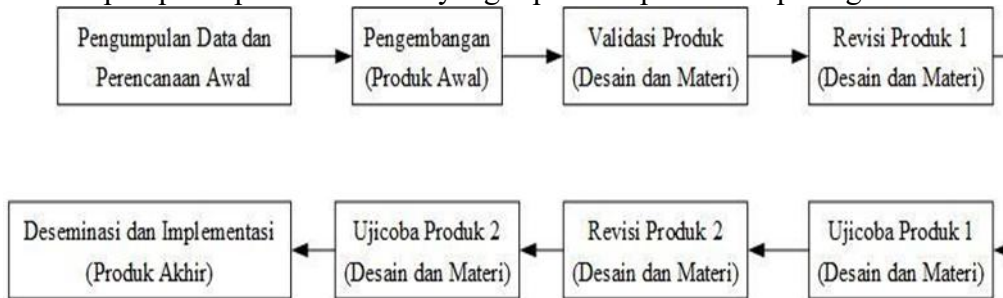 Pengumpulan Data dan
Perencanaan Awal
Pengembangan
(Produk Awal)
Validasi Produk
(Desain dan Materi)
Revisi Produk 1
(Desain dan Materi)
Deseminasi dan Implementasi
(Produk Akhir)
Ujicoba Produk 2
(Desain dan Materi)
Revisi Produk 2
(Desain dan Materi)
Ujicoba Produk 1
(Desain dan Materi)